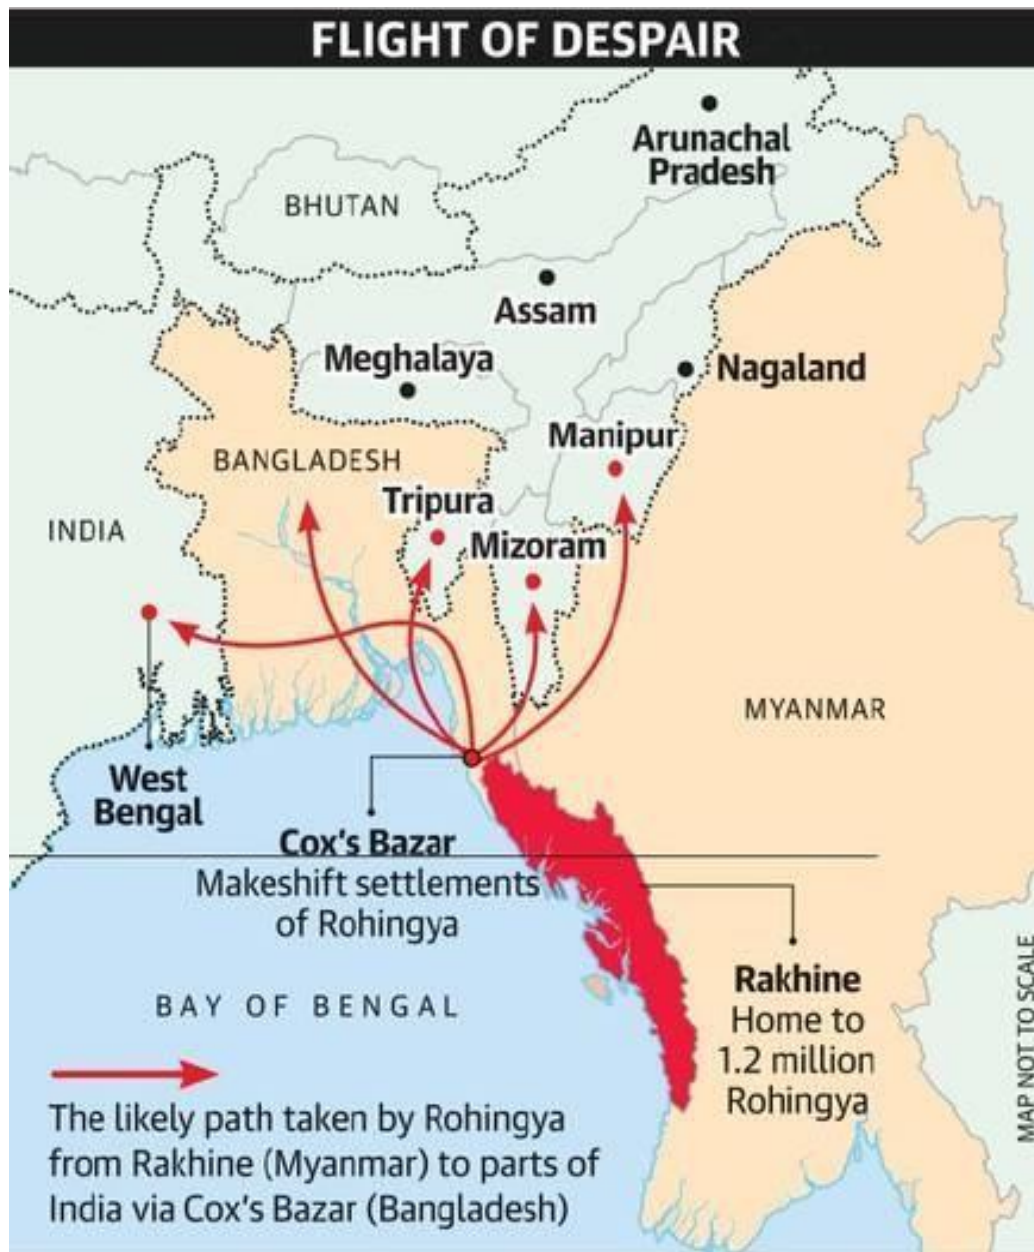 FLIGHT OF DESPAIR
Arunachal
Pradesh
BHUTAN
Assam
Meghalaya
Nagaland
Manipur
BANGLADESH
Tripura
INDIA
Mizoram
MYANMAR
West
Bengal
Cox's Bazar
Makeshift settlements
of Rohingya
Rakhine
Home to
1.2 million
Rohingya
BAY OF BENGAL
The likely path taken by Rohingya
from Rakhine (Myanmar) to parts of
India via Cox's Bazar (Bangladesh)
MAP NOT TO SCALE